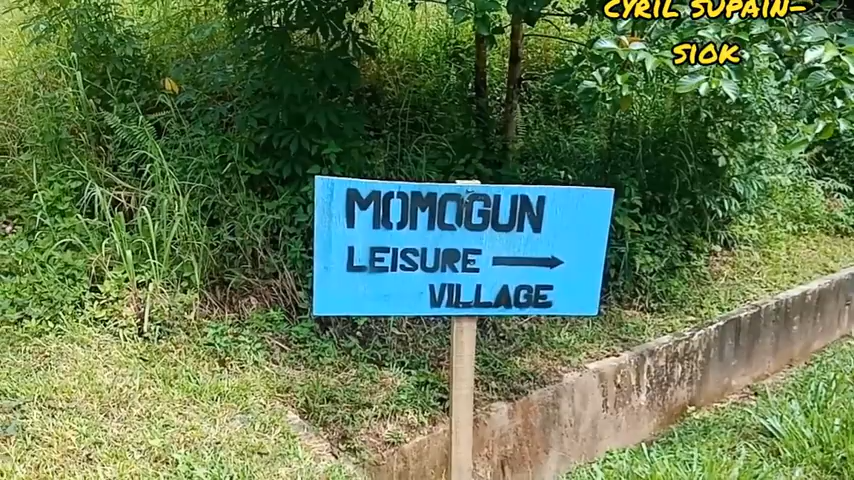 CYRIL SUPAIN-
SIOK
MOMOGUN
LEISURE →
VILLAGE